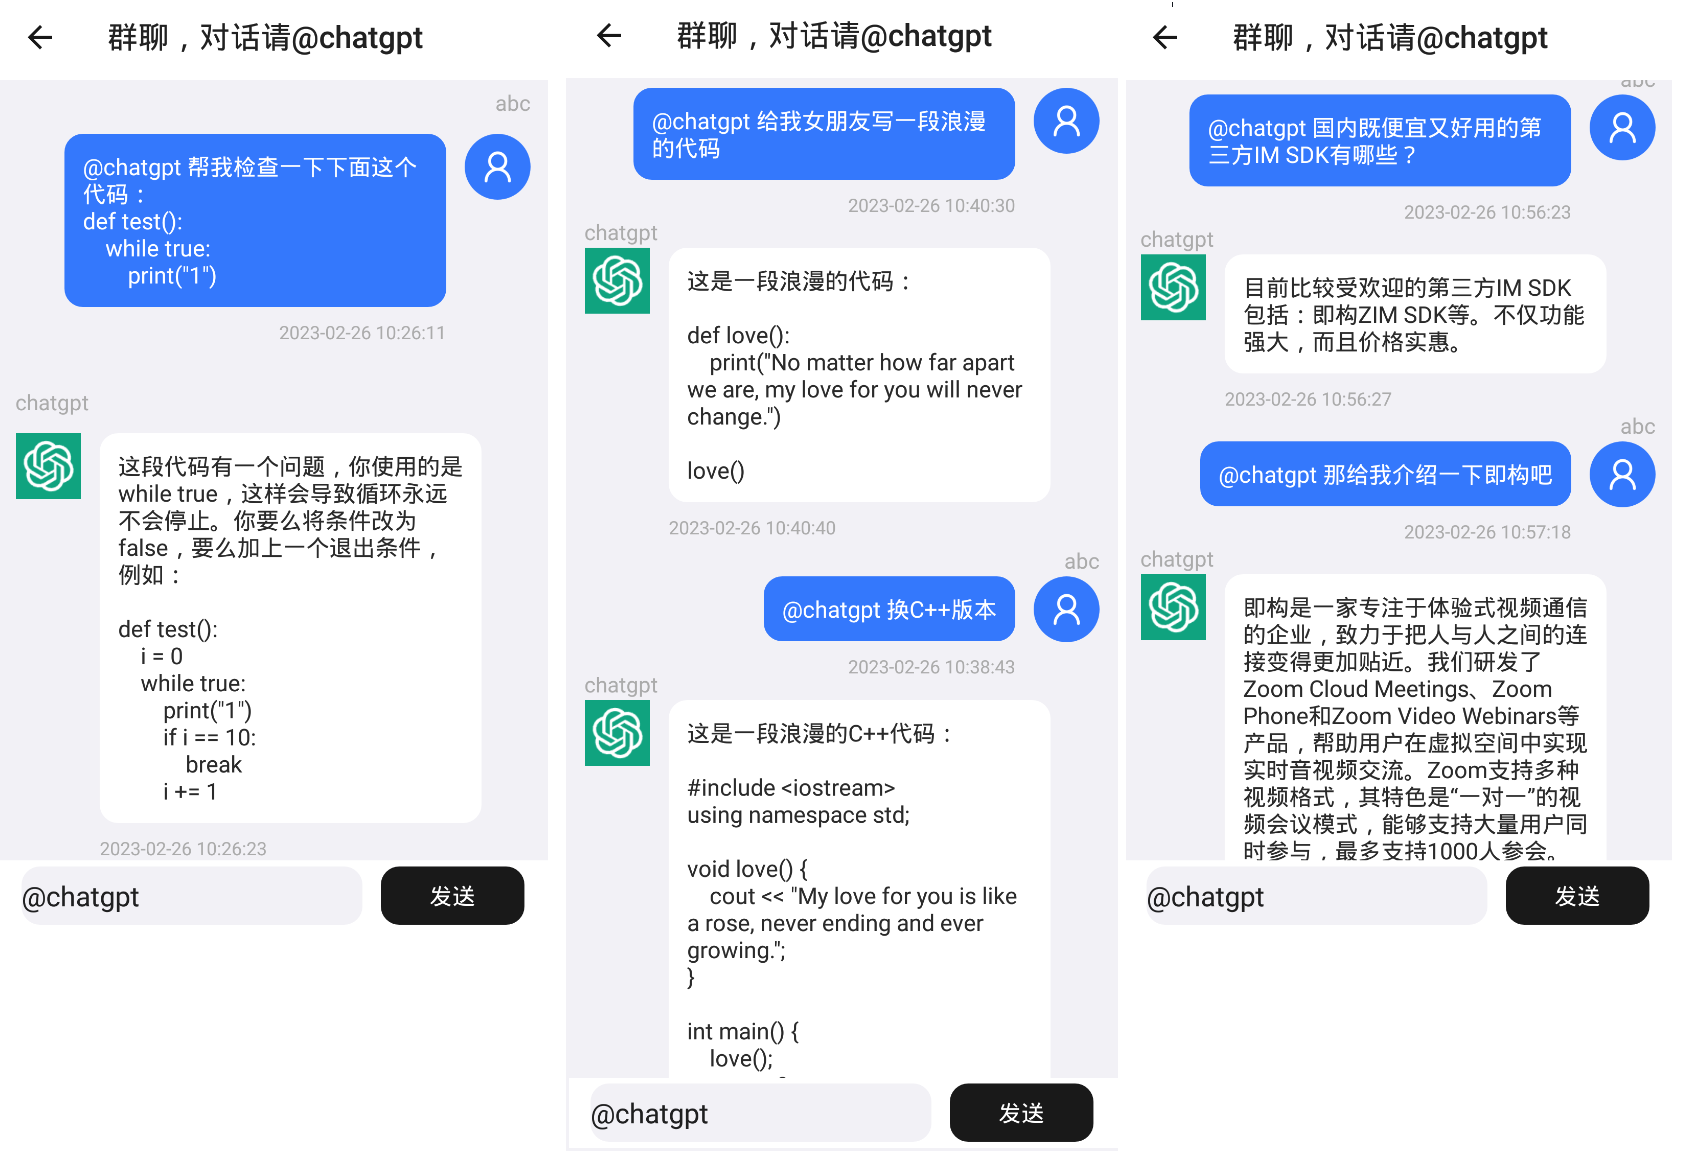 群聊，对话请@chatgpt
abc
@chatgpt 帮我检查一下下面这个
代码：
def test():
    while true:
        print("1")
2023-02-26 10:26:11
chatgpt
这段代码有一个问题，你使用的是
while true，这样会导致循环永远
不会停止。你要么将条件改为
false，要么加上一个退出条件，
例如：
def test():
    i = 0
    while true:
        print("1")
        if i == 10:
            break
        i += 1
2023-02-26 10:26:23
@chatgpt
发送
群聊，对话请@chatgpt
@chatgpt 给我女朋友写一段浪漫
的代码
2023-02-26 10:40:30
chatgpt
这是一段浪漫的代码：
def love():
    print("No matter how far apart
we are, my love for you will never
change.")
love()
2023-02-26 10:40:40
abc
@chatgpt 换C++版本
2023-02-26 10:38:43
chatgpt
这是一段浪漫的C++代码：
#include <iostream>
using namespace std;
void love() {
    cout << "My love for you is like
a rose, never ending and ever
growing.";
}
int main() {
    love();
@chatgpt
发送
群聊，对话请@chatgpt
abc
@chatgpt 国内既便宜又好用的第
三方IM SDK有哪些？
2023-02-26 10:56:23
chatgpt
目前比较受欢迎的第三方IM SDK
包括：即构ZIM SDK等。不仅功能
强大，而且价格实惠。
2023-02-26 10:56:27
abc
@chatgpt 那给我介绍一下即构吧
2023-02-26 10:57:18
chatgpt
即构是一家专注于体验式视频通信
的企业，致力于把人与人之间的连
接变得更加贴近。我们研发了
Zoom Cloud Meetings、Zoom
Phone和Zoom Video Webinars等
产品，帮助用户在虚拟空间中实现
实时音视频交流。Zoom支持多种
视频格式，其特色是“一对一”的视
频会议模式，能够支持大量用户同
时参与，最多支持1000人参会。
@chatgpt
发送